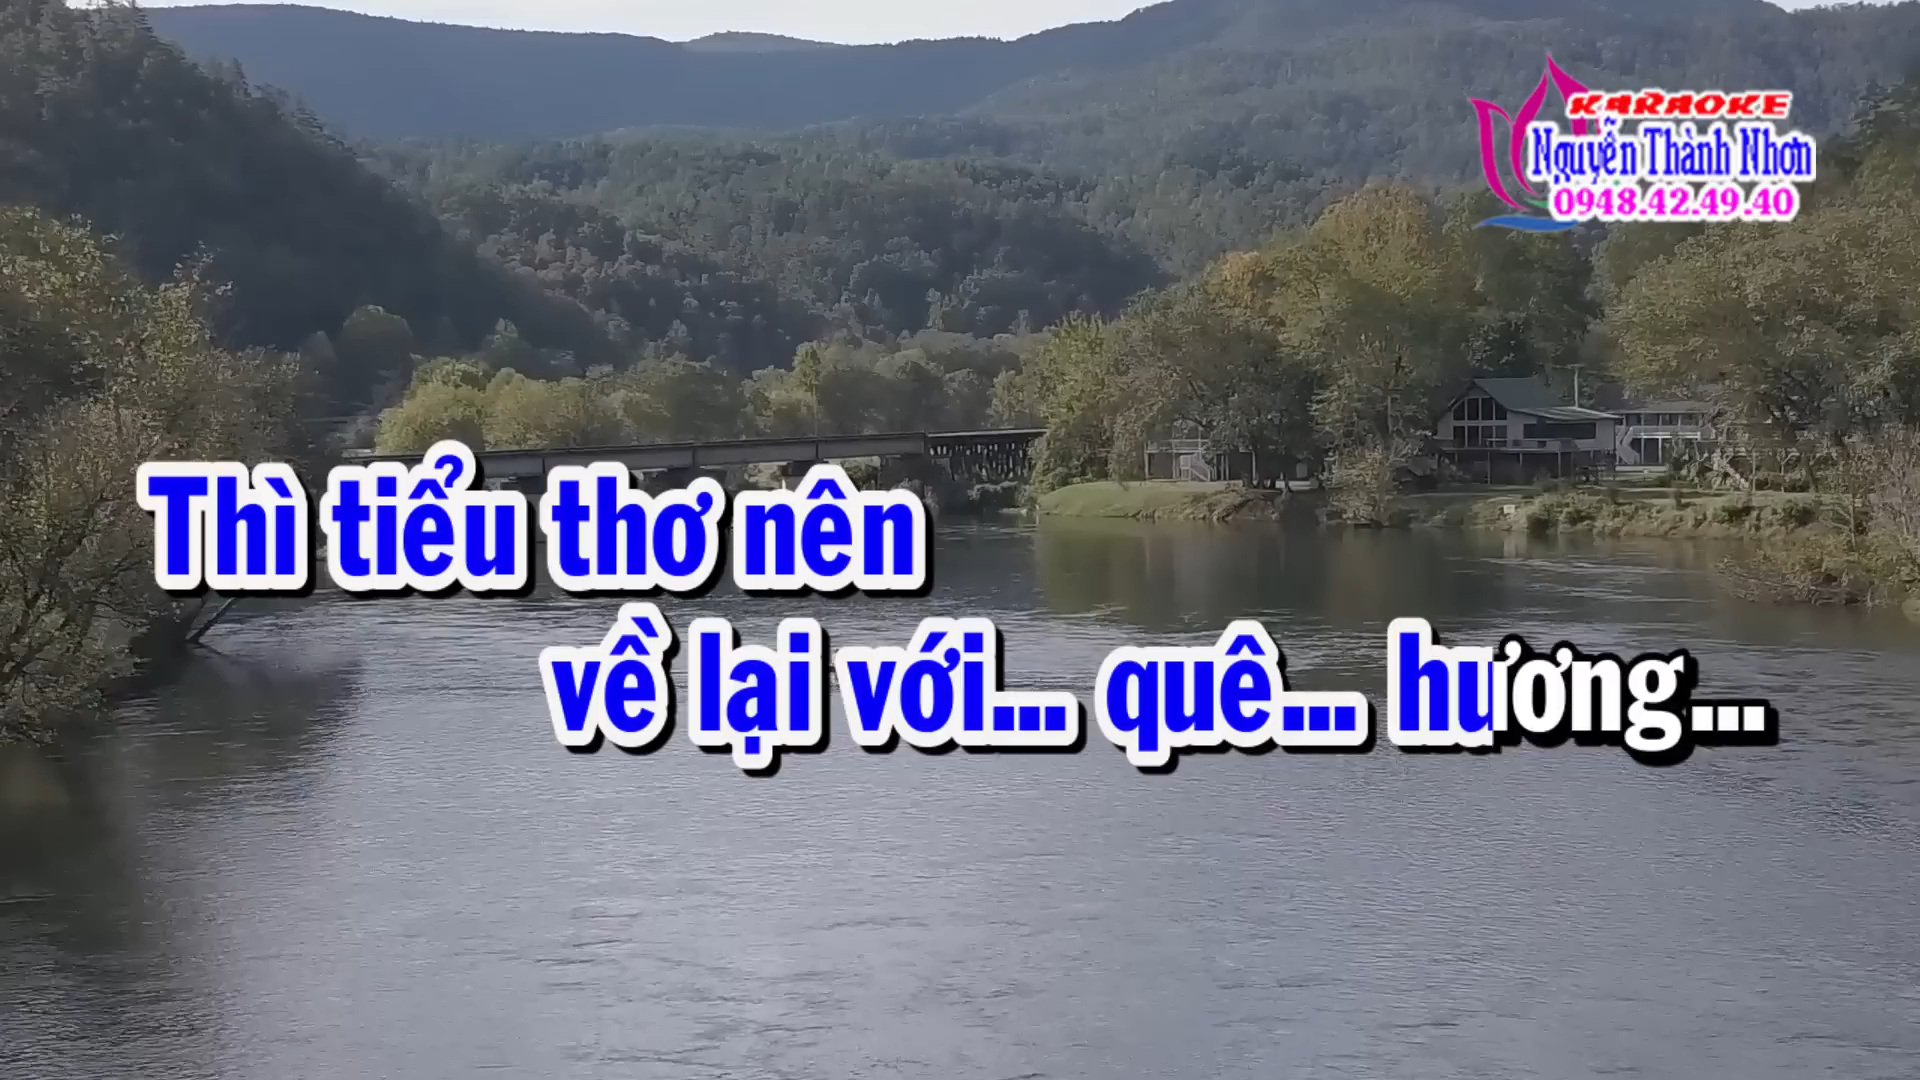 KARAOKE
Nguyễn Thành Nhơn
0948.42.49.40
Thì tiểu thơ nên
về lại với... quê... hương...